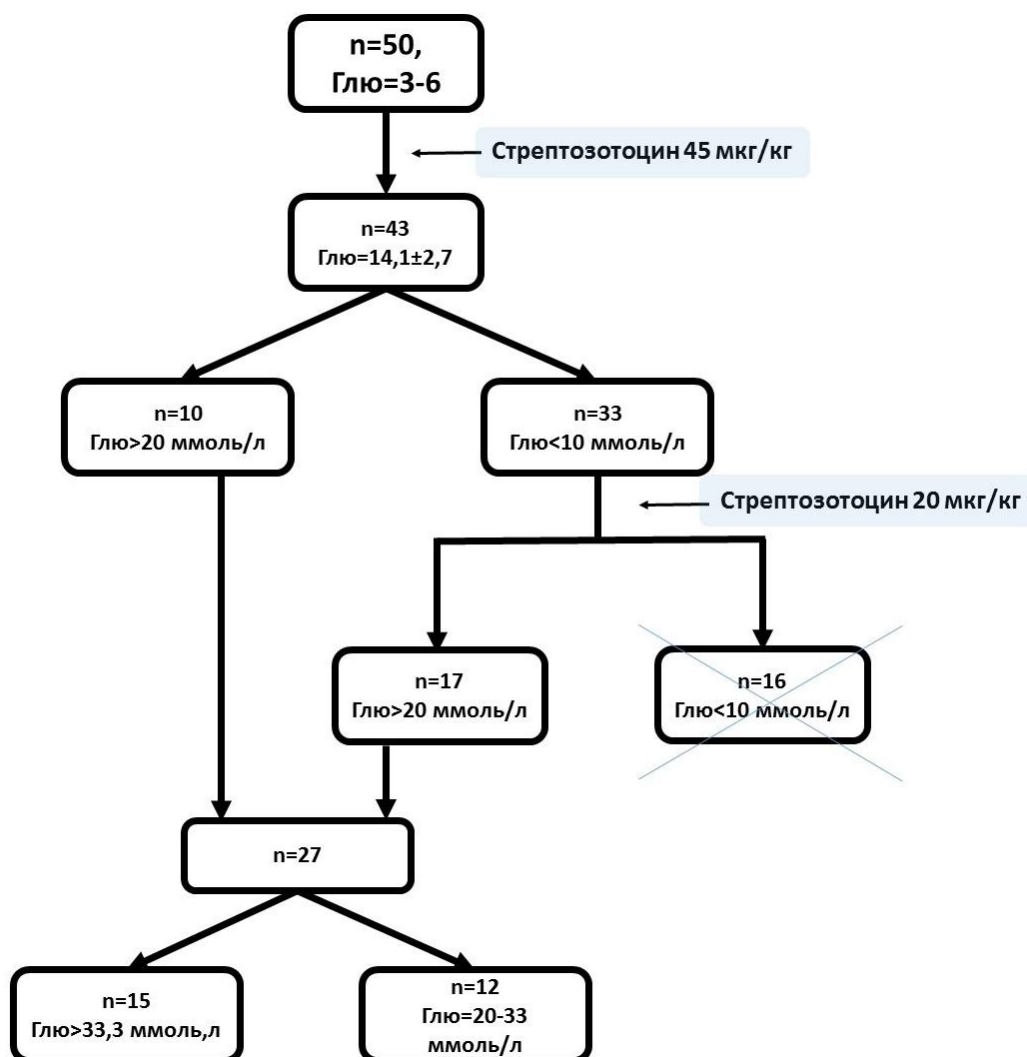 n=50,
Глю=3-6
Стрептозотоцин 45 мкг/кг
n=43
Глю=14,1±2,7
n=10
Глю>20 ммоль/л
n=33
Глю<10 ммоль/л
Стрептозотоцин 20 мкг/кг
n=17
Глю>20 ммоль/л
n=16
Глю<10 ммоль/л
n=27
n=15
Глю>33,3 ммоль,л
n=12
Глю=20-33
ммоль/л